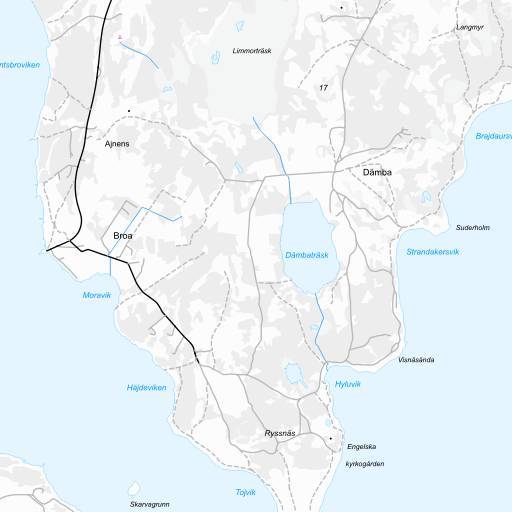 Langmyr
Limmorträsk
ntsbroviken
17
Brajdaursv
Ajnens
Dämba
Suderholm
Broa
Strandakersvik
Dämbaträsk
Moravik
Visnäsända
Häjdeviken
Hyluvik
Ryssnäs
Engelska
kyrkogården
Tojvik
Skarvagrunn